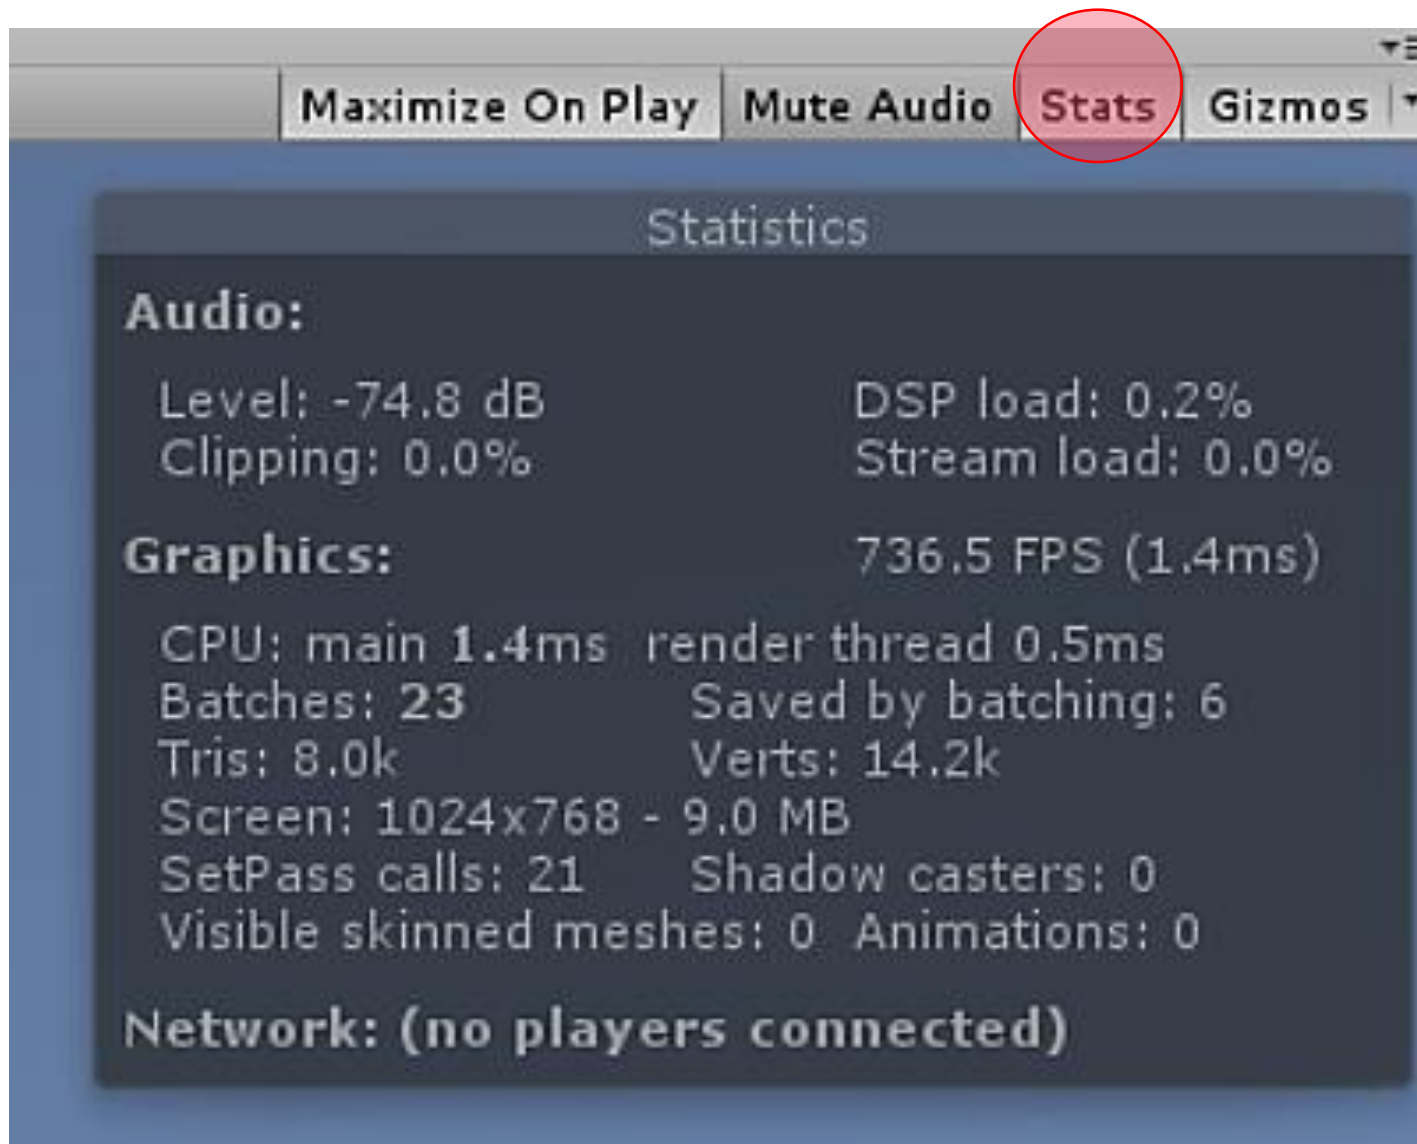 Maximize On Play Mute Audio Stats Gizmos
Statistics
Audio:
Level: -74.8 dB DSP load: 0.2%
Clipping: 0.0% Stream load: 0.0%
Graphics: 736.5 FPS (1.4ms)
CPU: main 1.4ms render thread 0.5ms
Batches: 23 Saved by batching: 6
Tris: 8.0k Verts: 14.2k
Screen: 1024x768 - 9.0 MB
SetPass calls: 21 Shadow casters: 0
Visible skinned meshes: 0 Animations: 0
Network: (no players connected)